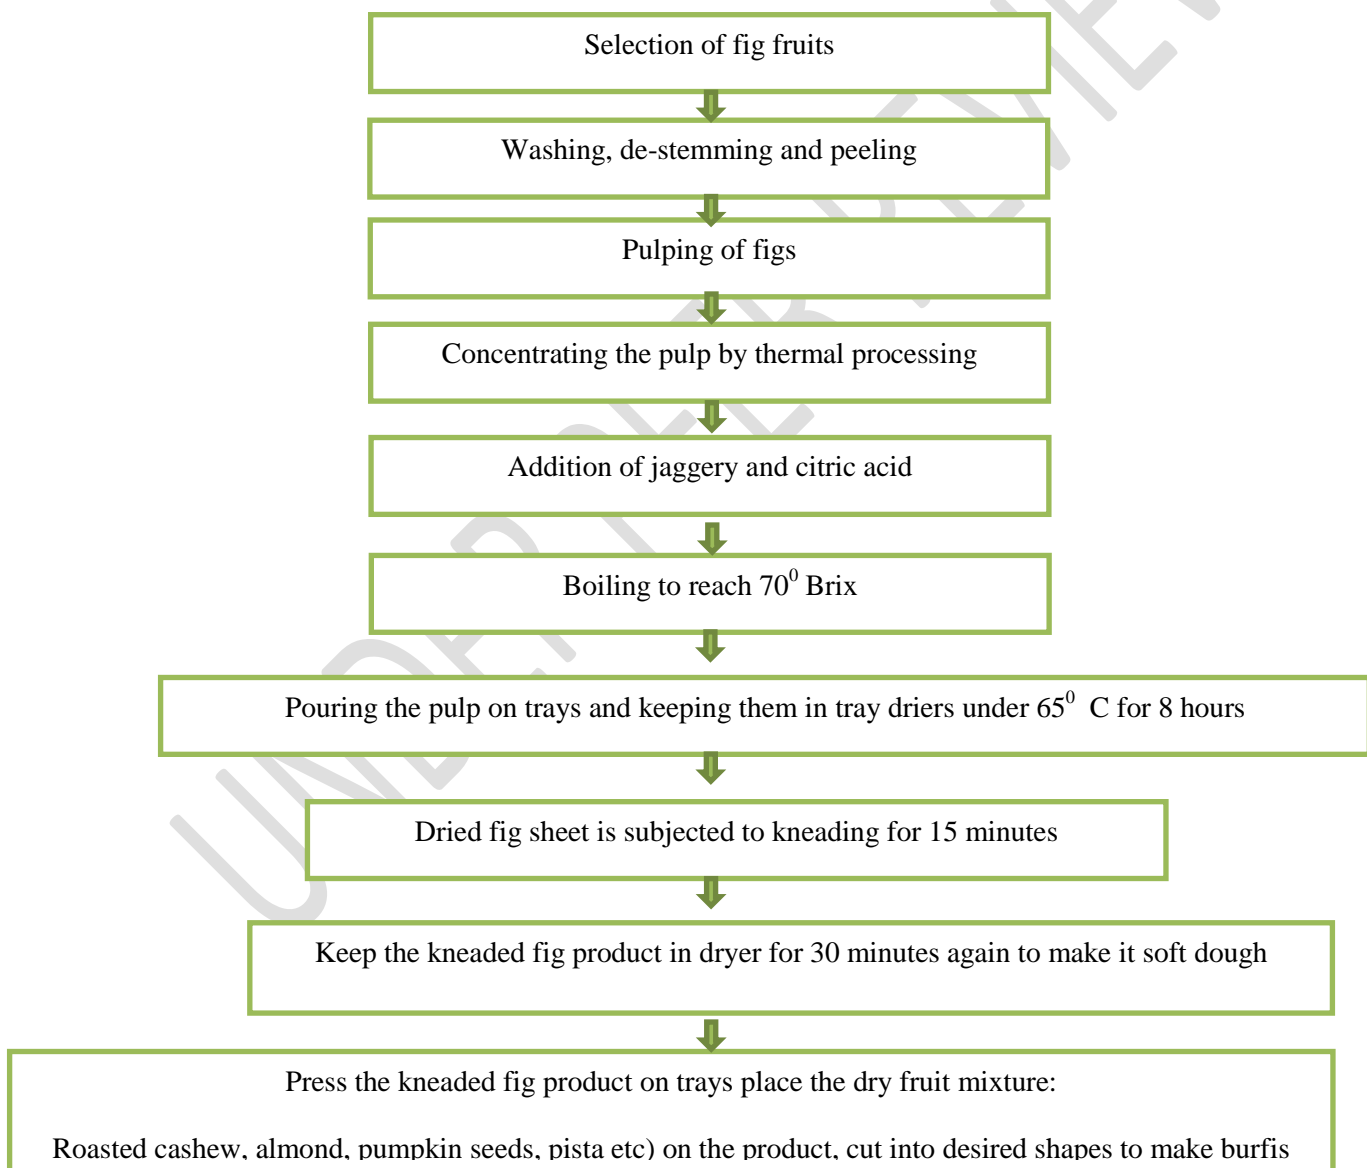 Selection of fig fruits
Washing, de-stemming and peeling
Pulping of figs
Concentrating the pulp by thermal processing
Addition of jaggery and citric acid
Boiling to reach 70⁰ Brix
Pouring the pulp on trays and keeping them in tray driers under 65⁰ C for 8 hours
Dried fig sheet is subjected to kneading for 15 minutes
Keep the kneaded fig product in dryer for 30 minutes again to make it soft dough
Press the kneaded fig product on trays place the dry fruit mixture:
Roasted cashew, almond, pumpkin seeds, pista etc) on the product, cut into desired shapes to make burfis
UNDER PEER REVIEW